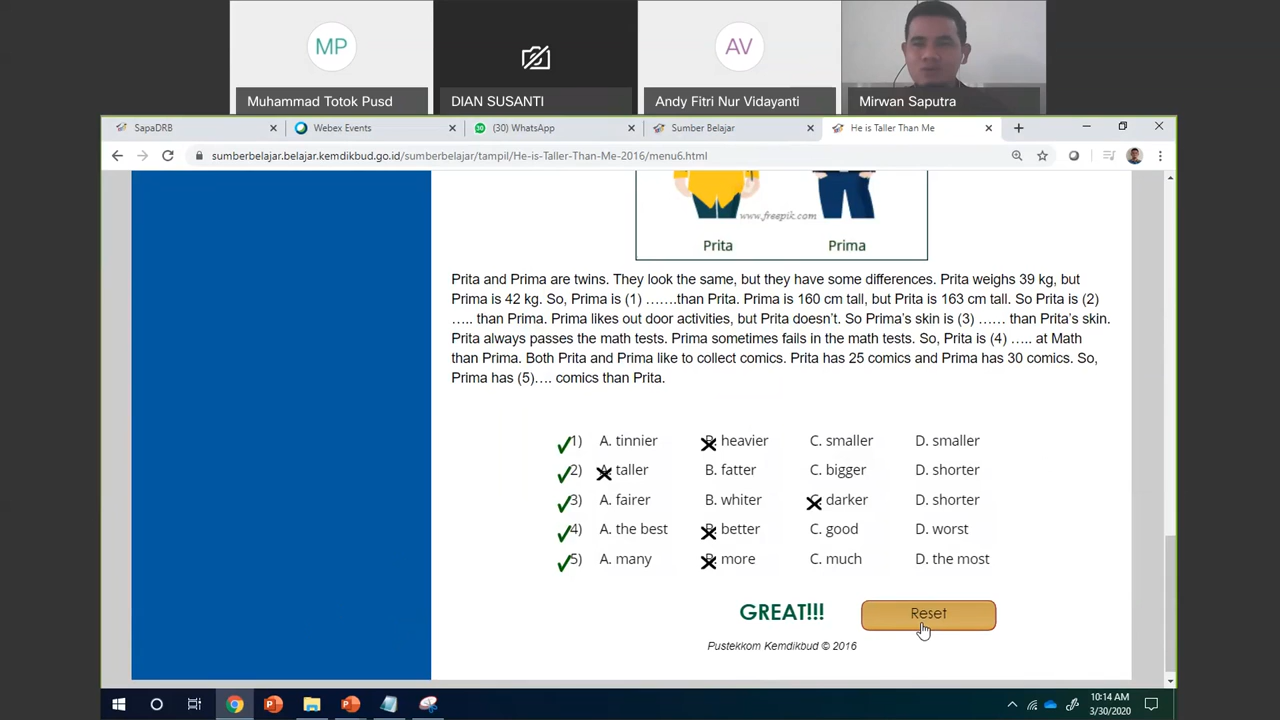 MP
AV
Muhammad Totok Pusd
DIAN SUSANTI
Andy Fitri Nur Vidayanti
Mirwan Saputra
SapaDRB
Webex Events
(30) WhatsApp
Sumber Belajar
He is Taller Than Me
sumberbelajar.belajar.kemdikbud.go.id/sumberbelajar/tampil/He-is-Taller-Than-Me-2016/menu6.html
www.freepik.com
Prita
Prima
Prita and Prima are twins. They look the same, but they have some differences. Prita weighs 39 kg, but
Prima is 42 kg. So, Prima is (1) …….than Prita. Prima is 160 cm tall, but Prita is 163 cm tall. So Prita is (2)
….. than Prima. Prima likes out door activities, but Prita doesn't. So Prima's skin is (3) …… than Prita's skin.
Prita always passes the math tests. Prima sometimes fails in the math tests. So, Prita is (4) ….. at Math
than Prima. Both Prita and Prima like to collect comics. Prita has 25 comics and Prima has 30 comics. So,
Prima has (5)…. comics than Prita.
1) A. tinnier B. heavier C. smaller D. smaller
2) A. taller B. fatter C. bigger D. shorter
3) A. fairer B. whiter C. darker D. shorter
4) A. the best B. better C. good D. worst
5) A. many B. more C. much D. the most
GREAT!!!
Reset
Pustekkom Kemdikbud © 2016
10:14 AM
3/30/2020